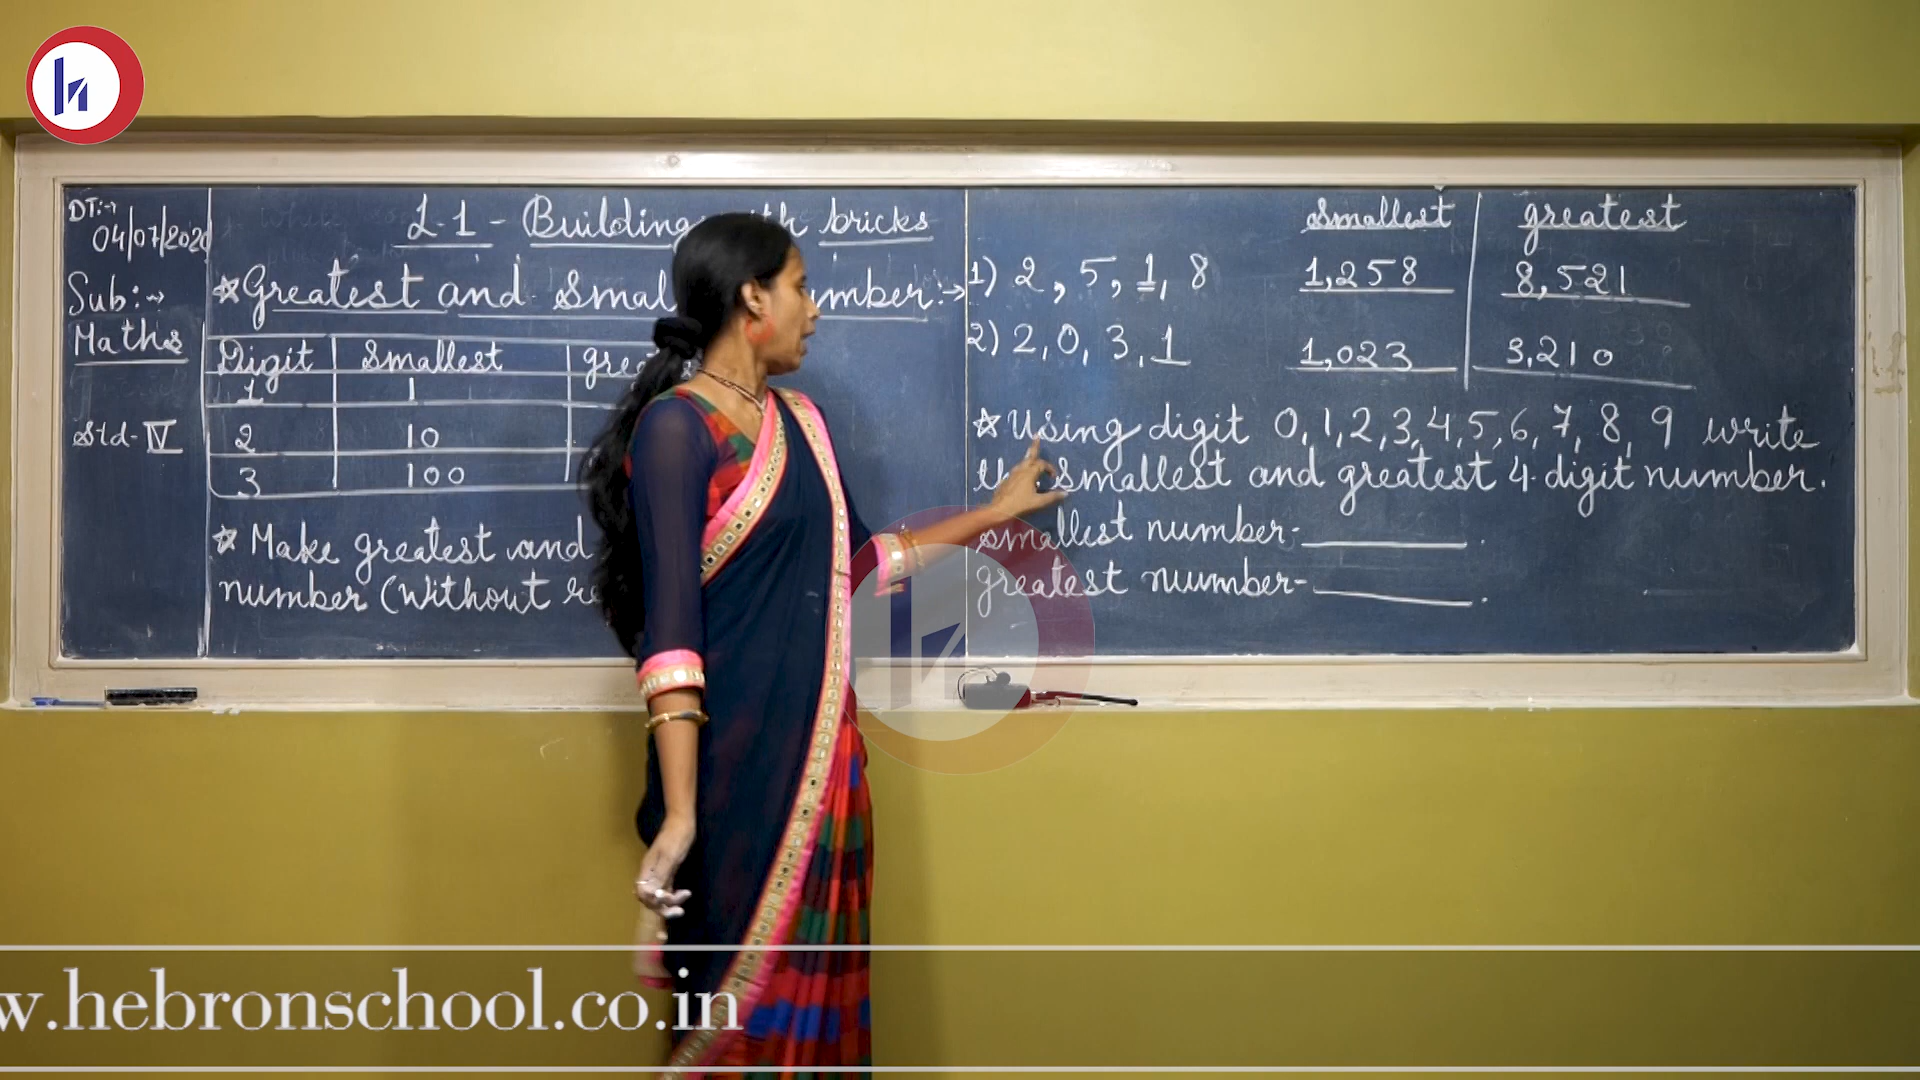 DT:→
04/07/2020
Sub:→
Maths
Std-IV
L-1 - Building with bricks
☆Greatest and Smal umber:→
Digit Smallest grea
1 1
2 10
3 100
☆ Make greatest and
number (Without re
Smallest greatest
1) 2, 5, 1, 8 1,258 8,521
2) 2, 0, 3, 1 1,023 3,210
☆Using digit 0, 1, 2, 3, 4, 5, 6, 7, 8, 9 write
the smallest and greatest 4-digit number.
smallest number- ______.
greatest number- ______.
w.hebronschool.co.in